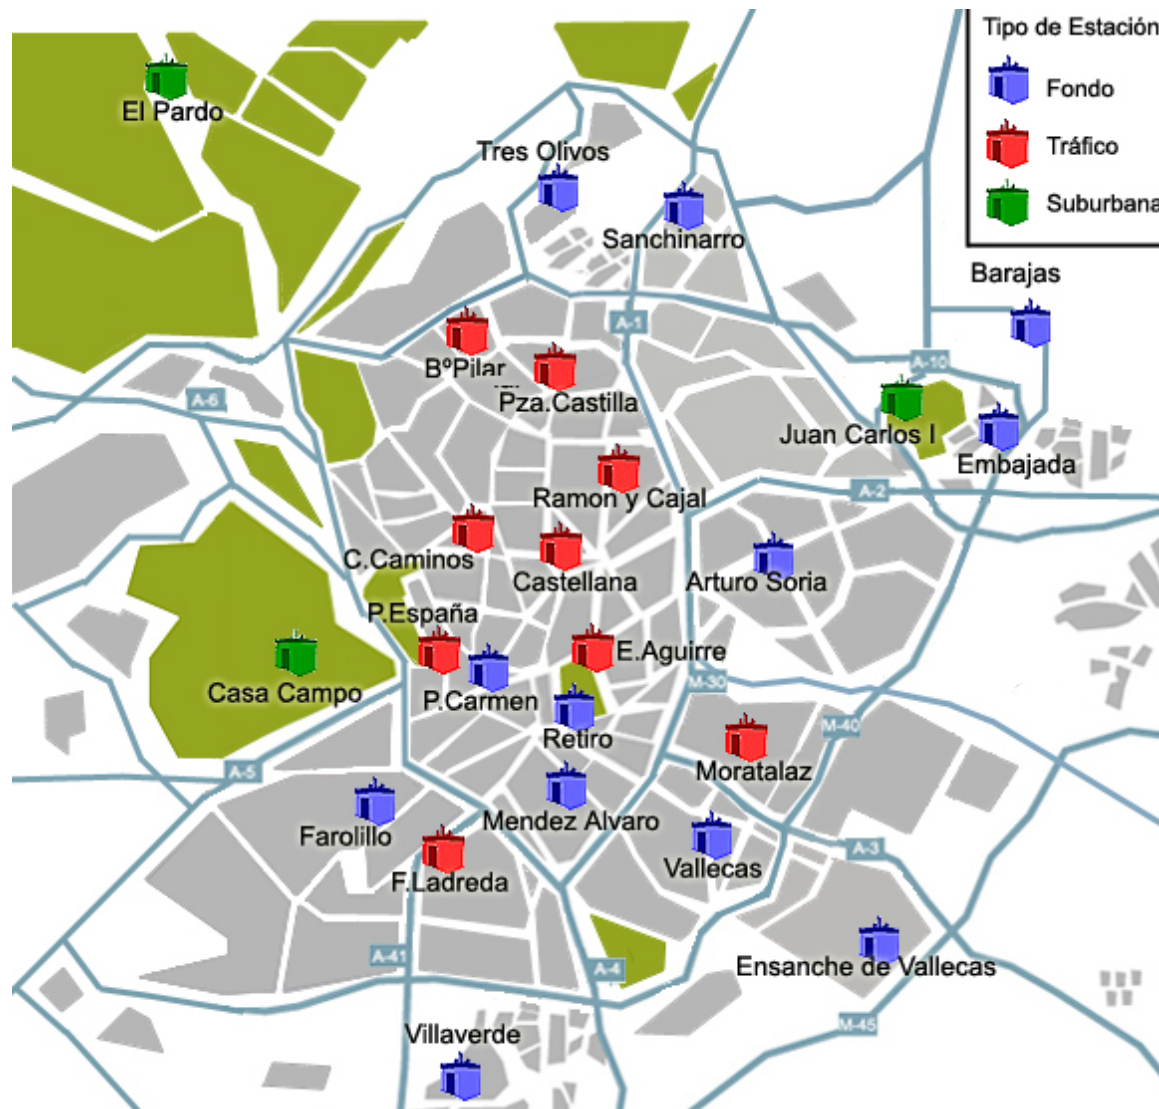 Tipo de Estación
Fondo
Tráfico
Suburbana
El Pardo
Tres Olivos
Sanchinarro
Barajas
A-1
BºPilar
A-10
Pza.Castilla
A-6
Juan Carlos I
Embajada
Ramon y Cajal
A-2
C.Caminos
Castellana
Arturo Soria
P.España
E.Aguirre
Casa Campo
P.Carmen
M-30
Retiro
M-40
A-5
Moratalaz
Farolillo
Mendez Alvaro
A-3
Vallecas
F.Ladreda
A-41
A-4
Ensanche de Vallecas
M-45
Villaverde